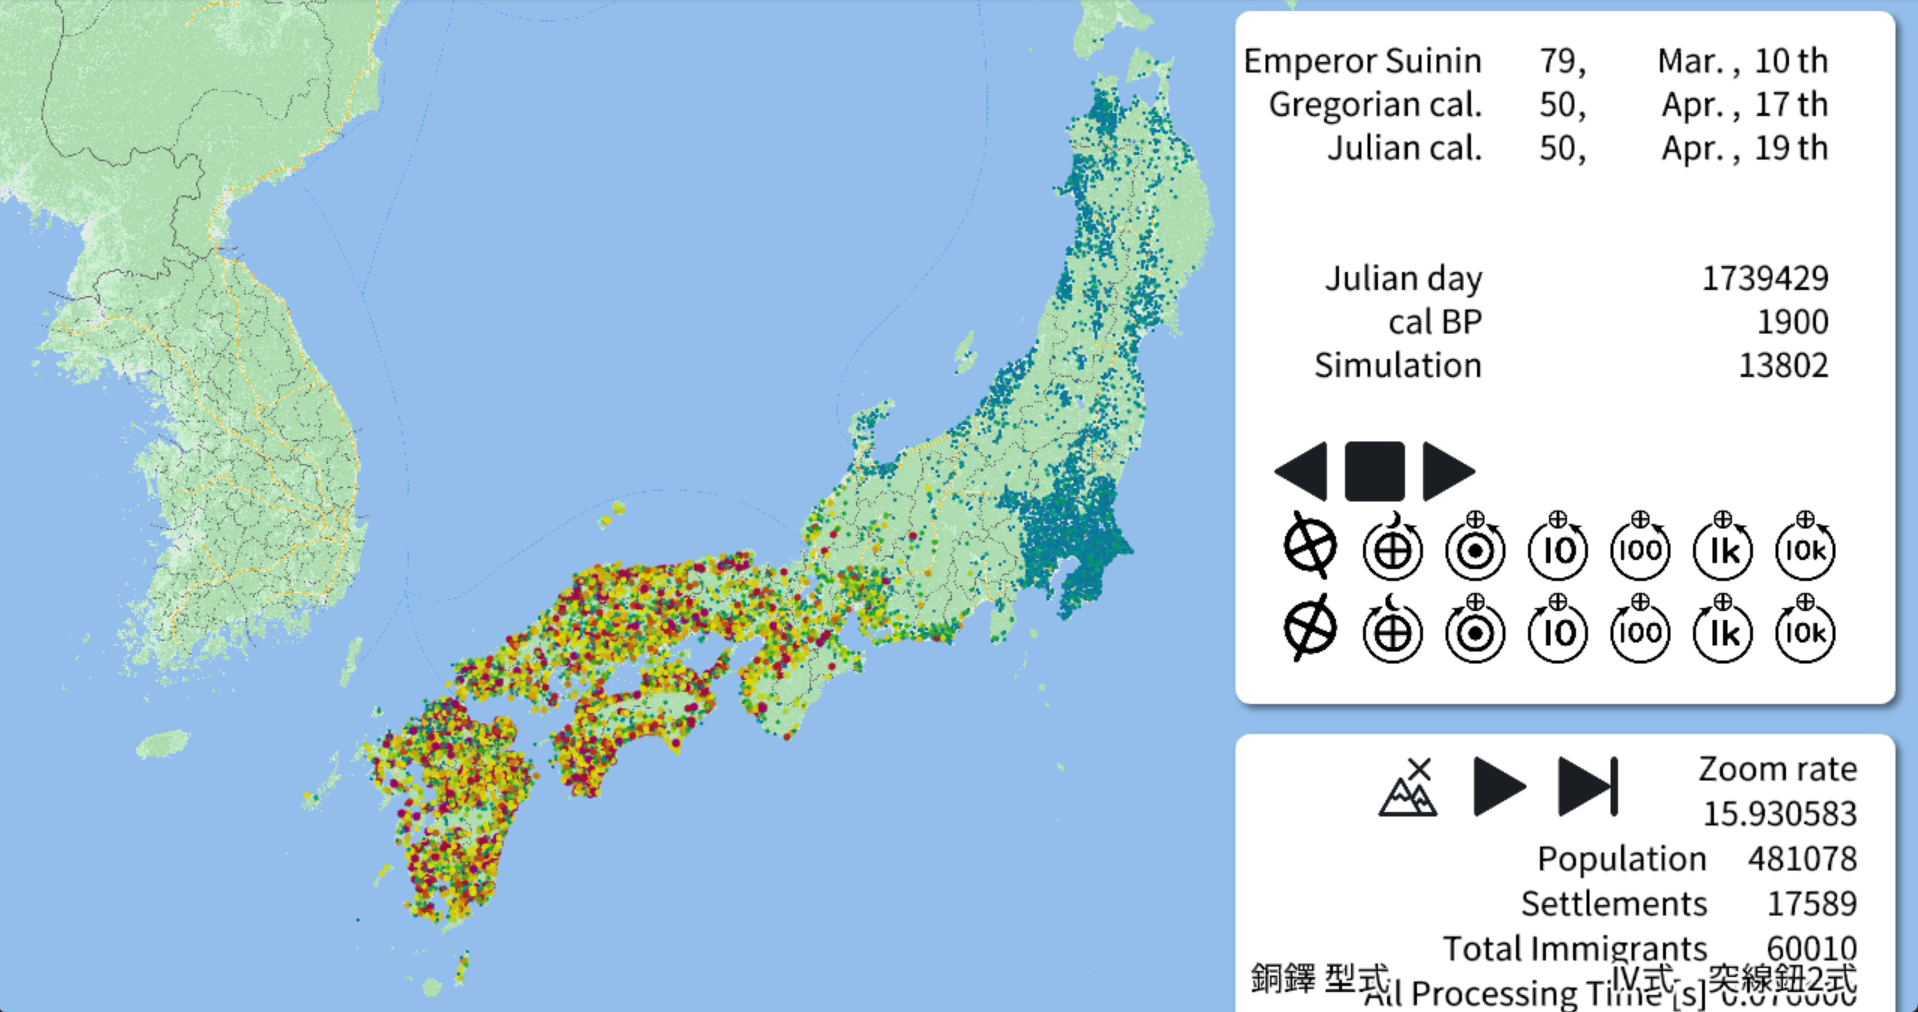 Emperor Suinin 79, Mar. , 10 th
Gregorian cal. 50, Apr. , 17 th
Julian cal. 50, Apr. , 19 th
Julian day 1739429
cal BP 1900
Simulation 13802
10 100 1k 10k
10 100 1k 10k
Zoom rate
15.930583
Population 481078
Settlements 17589
Total Immigrants 60010
銅鐸 型式 Ⅳ式 突線鈕2式
All Processing Time [s]